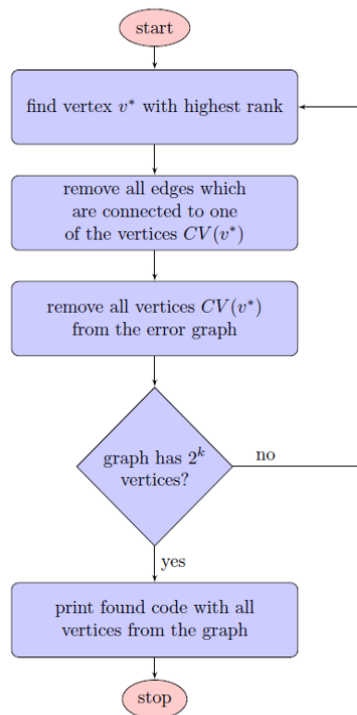 start
find vertex v* with highest rank
remove all edges which
are connected to one
of the vertices CV(v*)
remove all vertices CV(v*)
from the error graph
graph has 2^k
vertices?
no
yes
print found code with all
vertices from the graph
stop